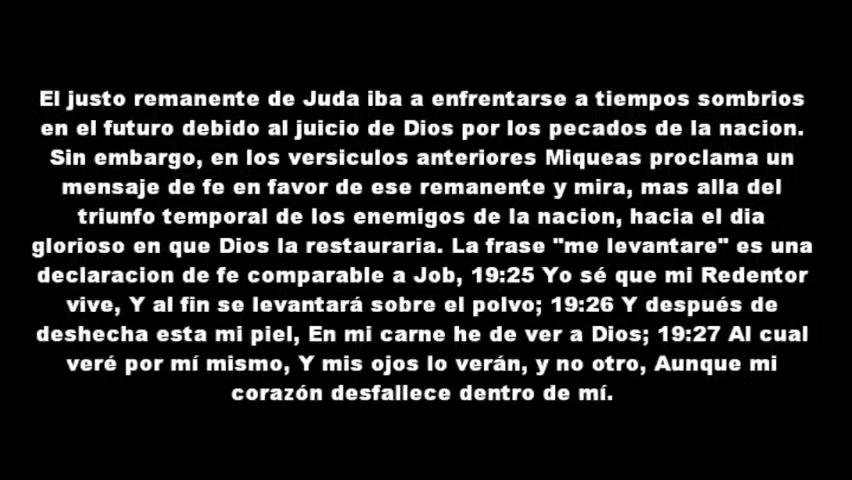 El justo remanente de Juda iba a enfrentarse a tiempos sombrios
en el futuro debido al juicio de Dios por los pecados de la nacion.
Sin embargo, en los versiculos anteriores Miqueas proclama un
mensaje de fe en favor de ese remanente y mira, mas alla del
triunfo temporal de los enemigos de la nacion, hacia el dia
glorioso en que Dios la restauraria. La frase "me levantare" es una
declaracion de fe comparable a Job, 19:25 Yo sé que mi Redentor
vive, Y al fin se levantará sobre el polvo; 19:26 Y después de
deshecha esta mi piel, En mi carne he de ver a Dios; 19:27 Al cual
veré por mí mismo, Y mis ojos lo verán, y no otro, Aunque mi
corazón desfallece dentro de mí.